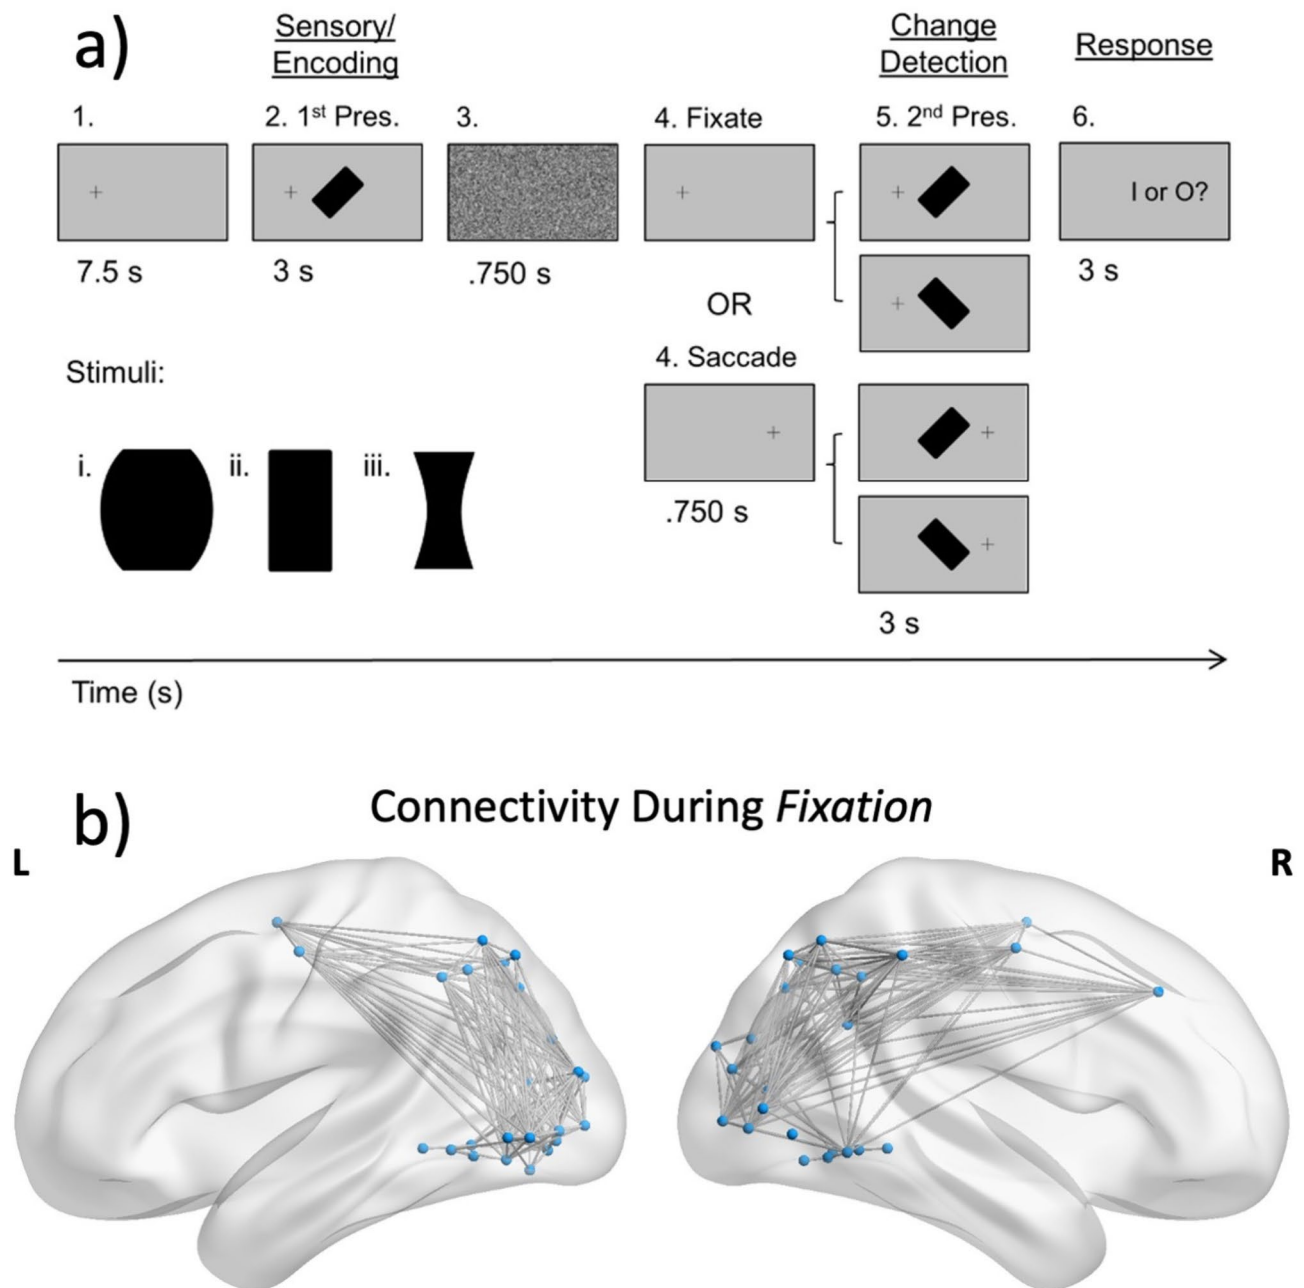 a)
Sensory/
Encoding
Change
Detection
Response
1.
2. 1st Pres.
3.
4. Fixate
5. 2nd Pres.
6.
I or O?
7.5 s
3 s
.750 s
3 s
OR
4. Saccade
Stimuli:
i.
ii.
iii.
.750 s
3 s
Time (s)
b)
Connectivity During Fixation
L
R